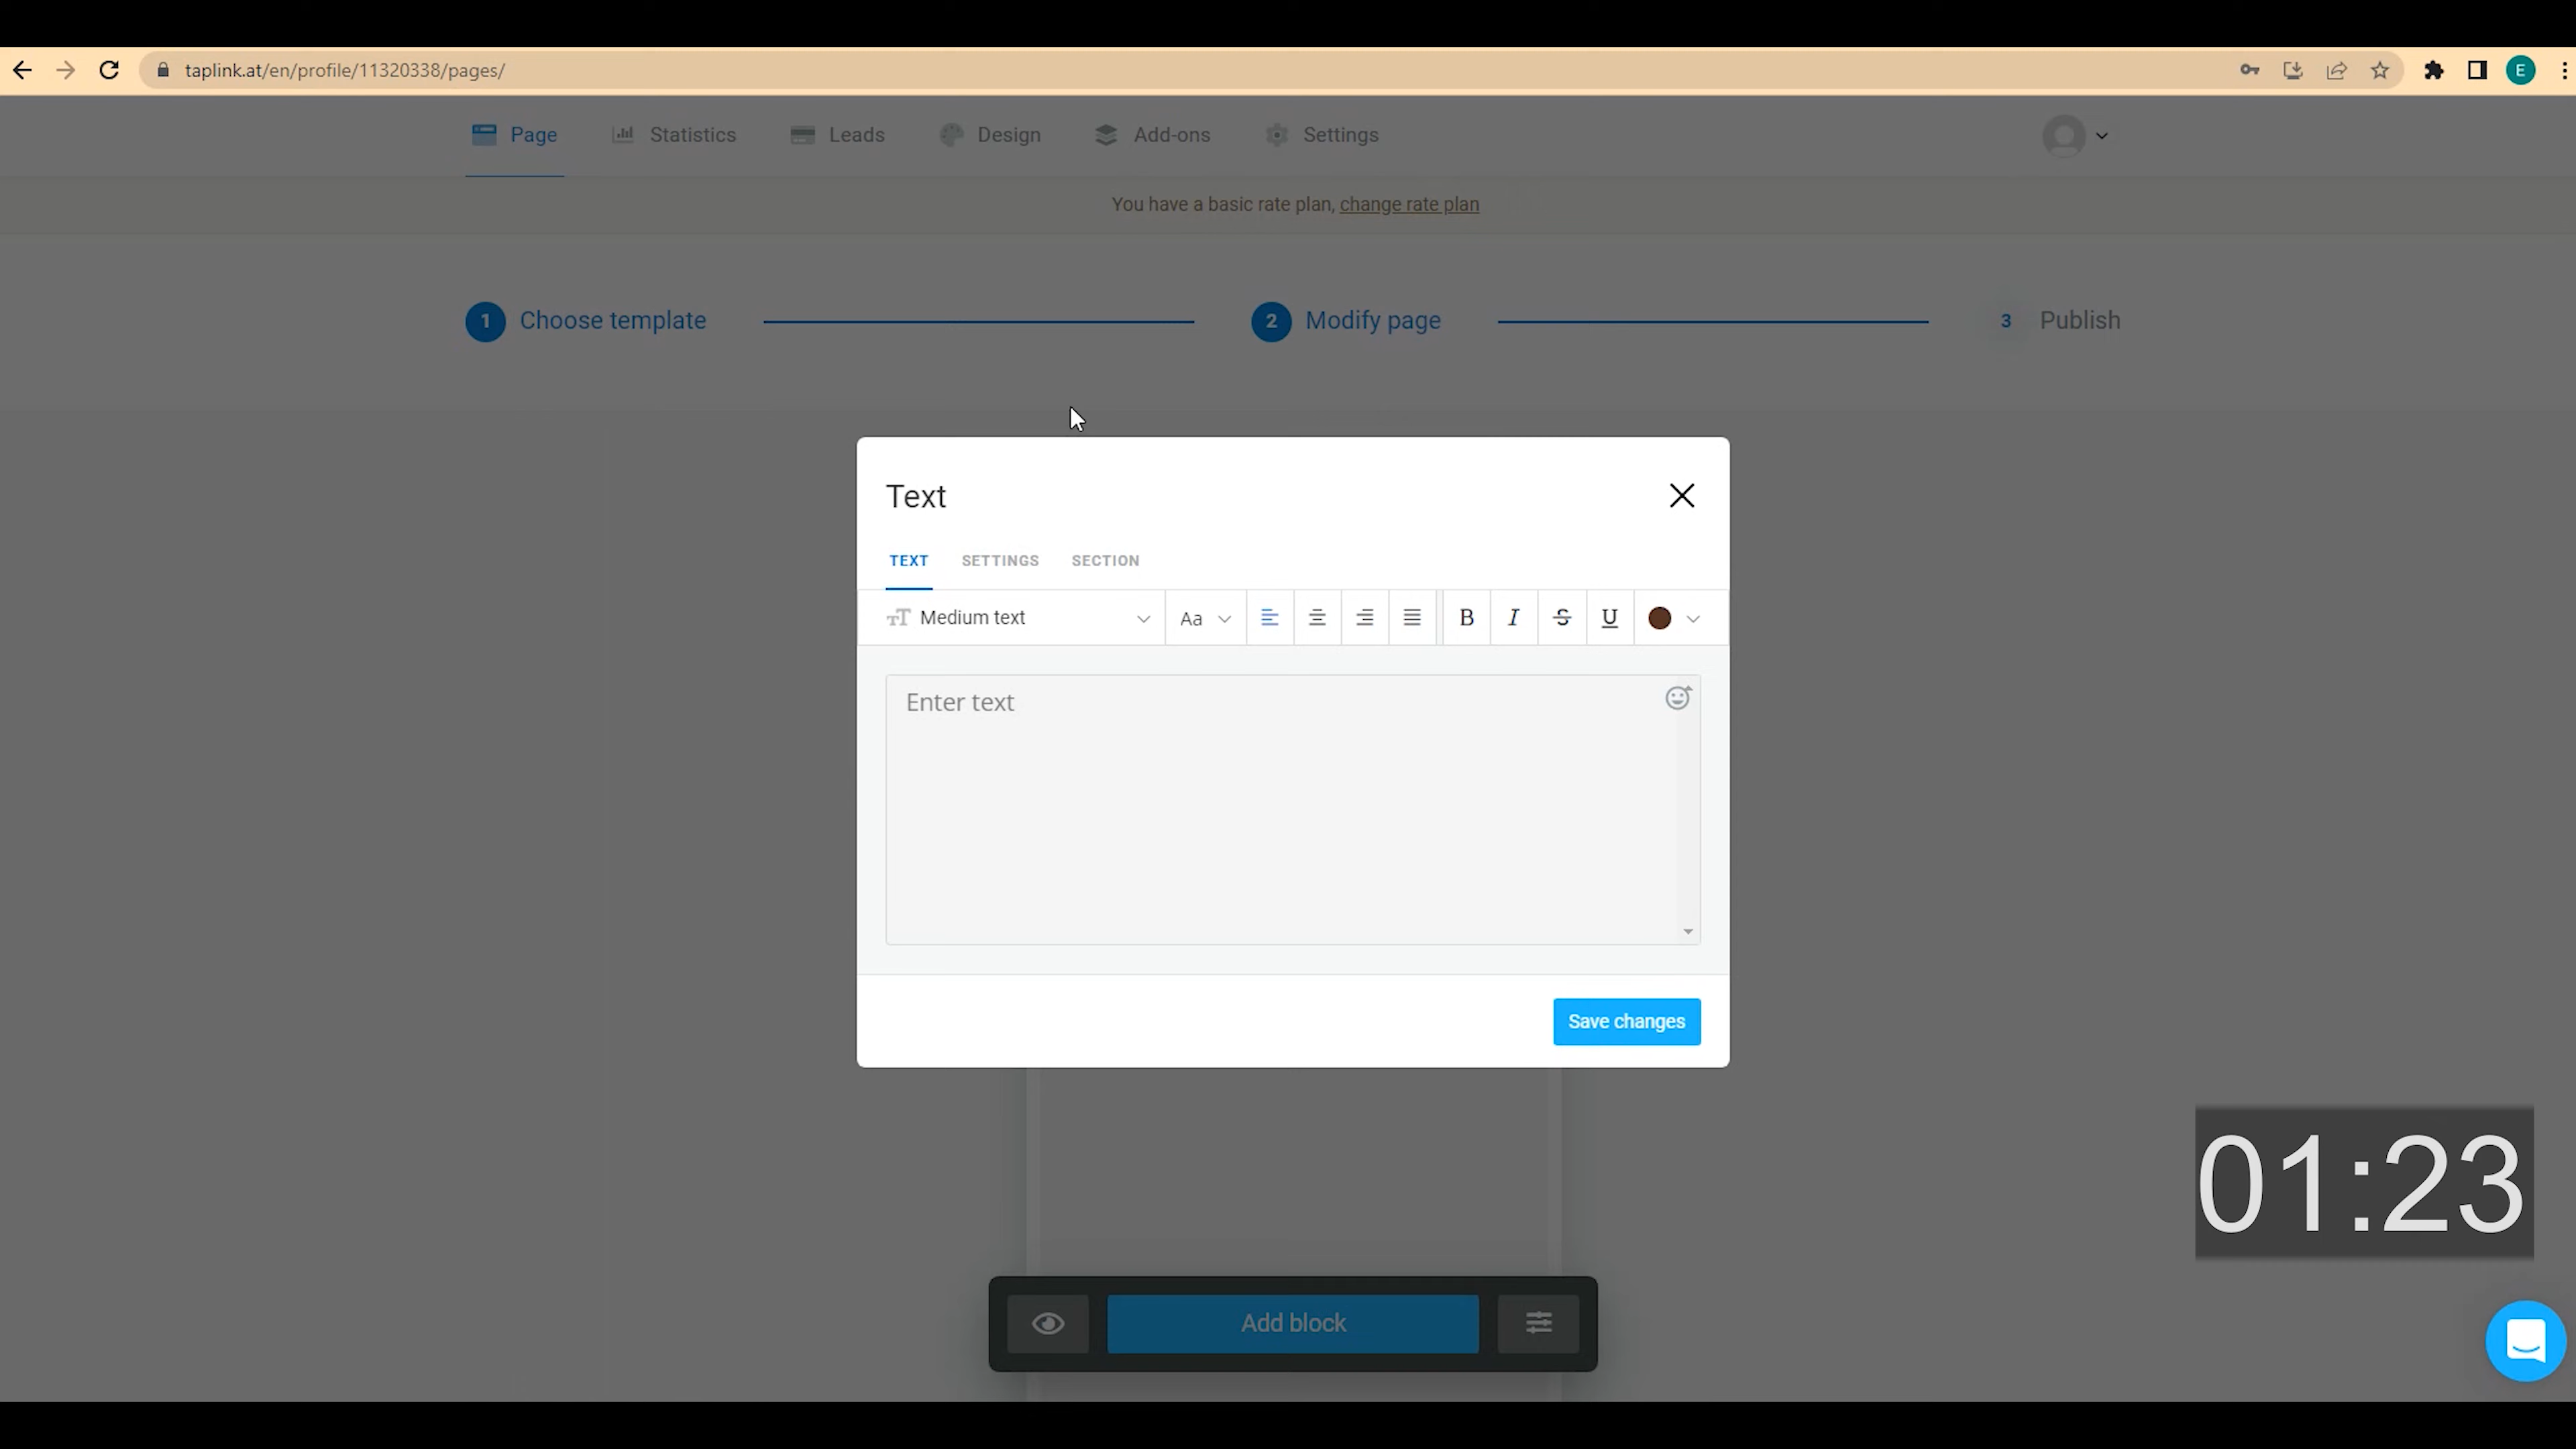 taplink.at/en/profile/11320338/pages/
E
Page
Statistics
Leads
Design
Add-ons
Settings
You have a basic rate plan, change rate plan
1 Choose template
2 Modify page
3 Publish
Text
TEXT
SETTINGS
SECTION
TT Medium text
Aa
B
I
S
U
Enter text
Save changes
01:23
Add block